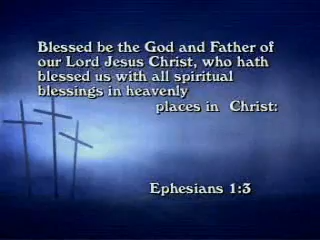 Blessed be the God and Father of
our Lord Jesus Christ, who hath
blessed us with all spiritual
blessings in heavenly
places in Christ:
Ephesians 1:3